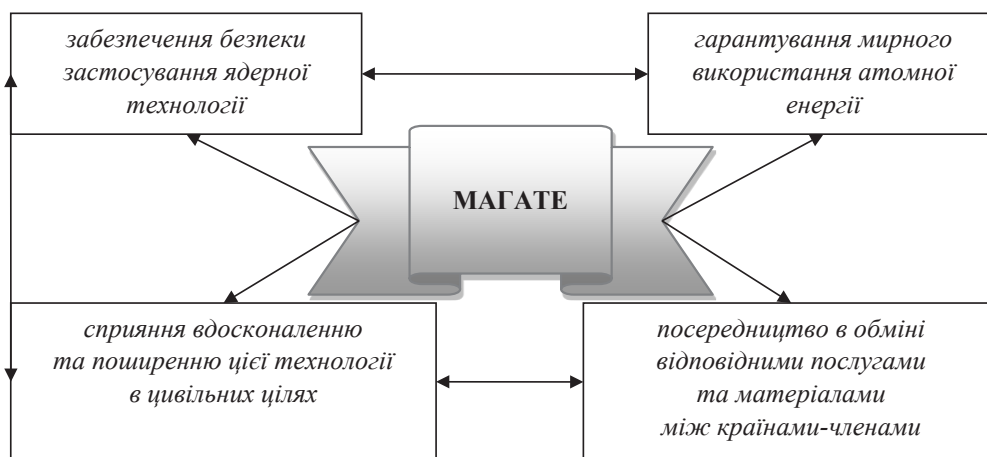 забезпечення безпеки
застосування ядерної
технології
гарантування мирного
використання атомної
енергії
МАГАТЕ
сприяння вдосконаленню
та поширенню цієї технології
в цивільних цілях
посередництво в обміні
відповідними послугами
та матеріалами
між країнами-членами